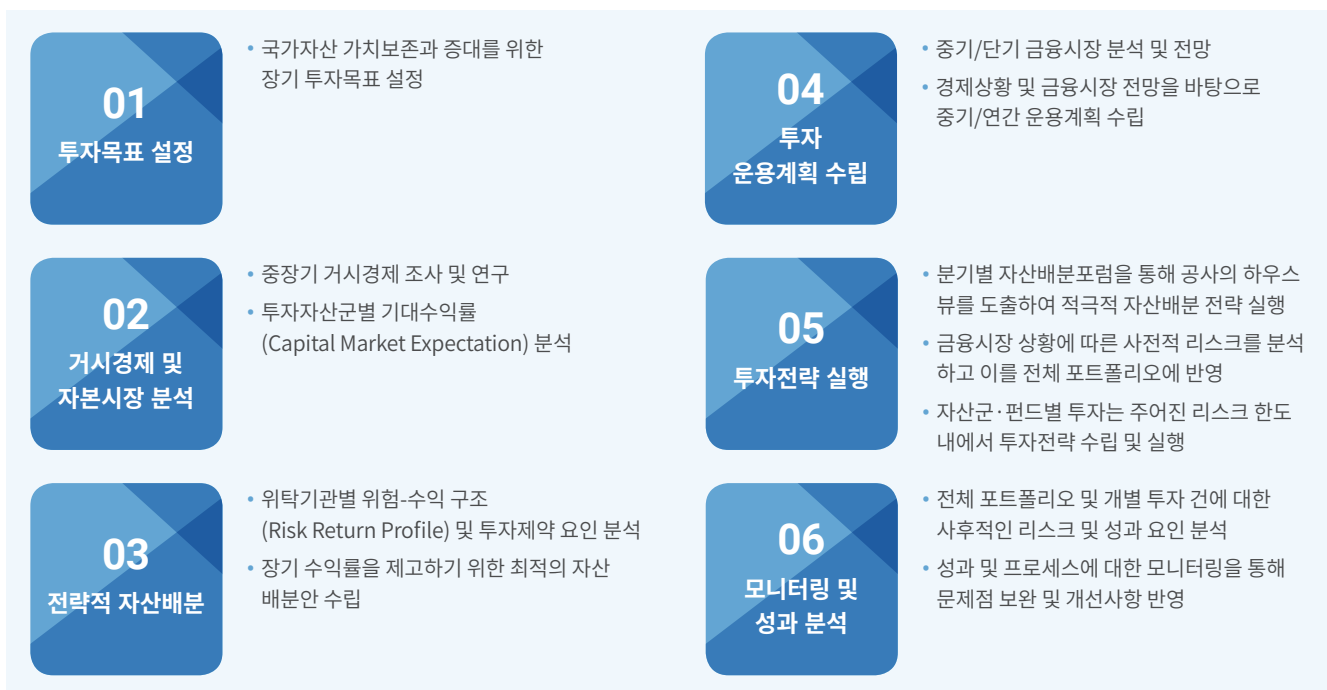 01
투자목표 설정
• 국가자산 가치보존과 증대를 위한
장기 투자목표 설정
02
거시경제 및
자본시장 분석
• 중장기 거시경제 조사 및 연구
• 투자자산군별 기대수익률
(Capital Market Expectation) 분석
03
전략적 자산배분
• 위탁기관별 위험-수익 구조
(Risk Return Profile) 및 투자제약 요인 분석
• 장기 수익률을 제고하기 위한 최적의 자산
배분안 수립
04
투자
운용계획 수립
• 중기/단기 금융시장 분석 및 전망
• 경제상황 및 금융시장 전망을 바탕으로
중기/연간 운용계획 수립
05
투자전략 실행
• 분기별 자산배분포럼을 통해 공사의 하우스
뷰를 도출하여 적극적 자산배분 전략 실행
• 금융시장 상황에 따른 사전적 리스크를 분석
하고 이를 전체 포트폴리오에 반영
• 자산군·펀드별 투자는 주어진 리스크 한도
내에서 투자전략 수립 및 실행
06
모니터링 및
성과 분석
• 전체 포트폴리오 및 개별 투자 건에 대한
사후적인 리스크 및 성과 요인 분석
• 성과 및 프로세스에 대한 모니터링을 통해
문제점 보완 및 개선사항 반영